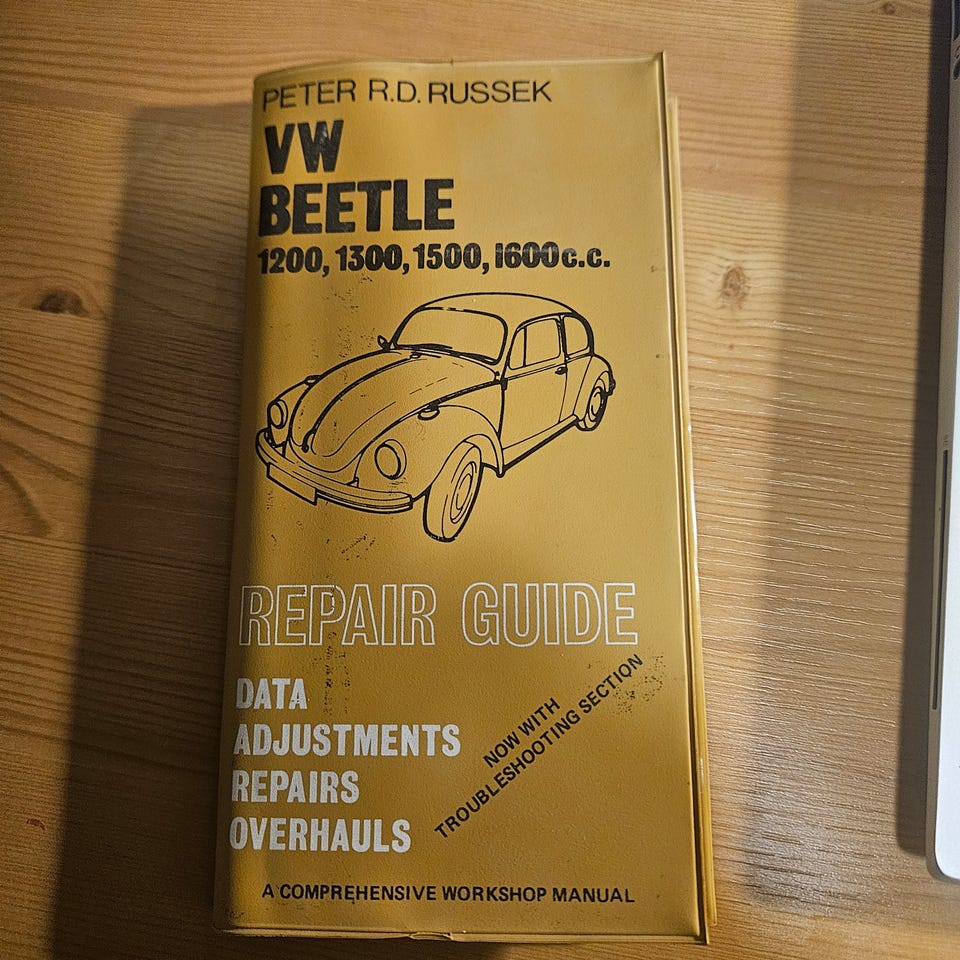 PETER R.D. RUSSEK
VW
BEETLE
1200, 1300, 1500, 1600 c.c.
REPAIR GUIDE
DATA
ADJUSTMENTS
REPAIRS
OVERHAULS
NOW WITH
TROUBLESHOOTING SECTION
A COMPREHENSIVE WORKSHOP MANUAL